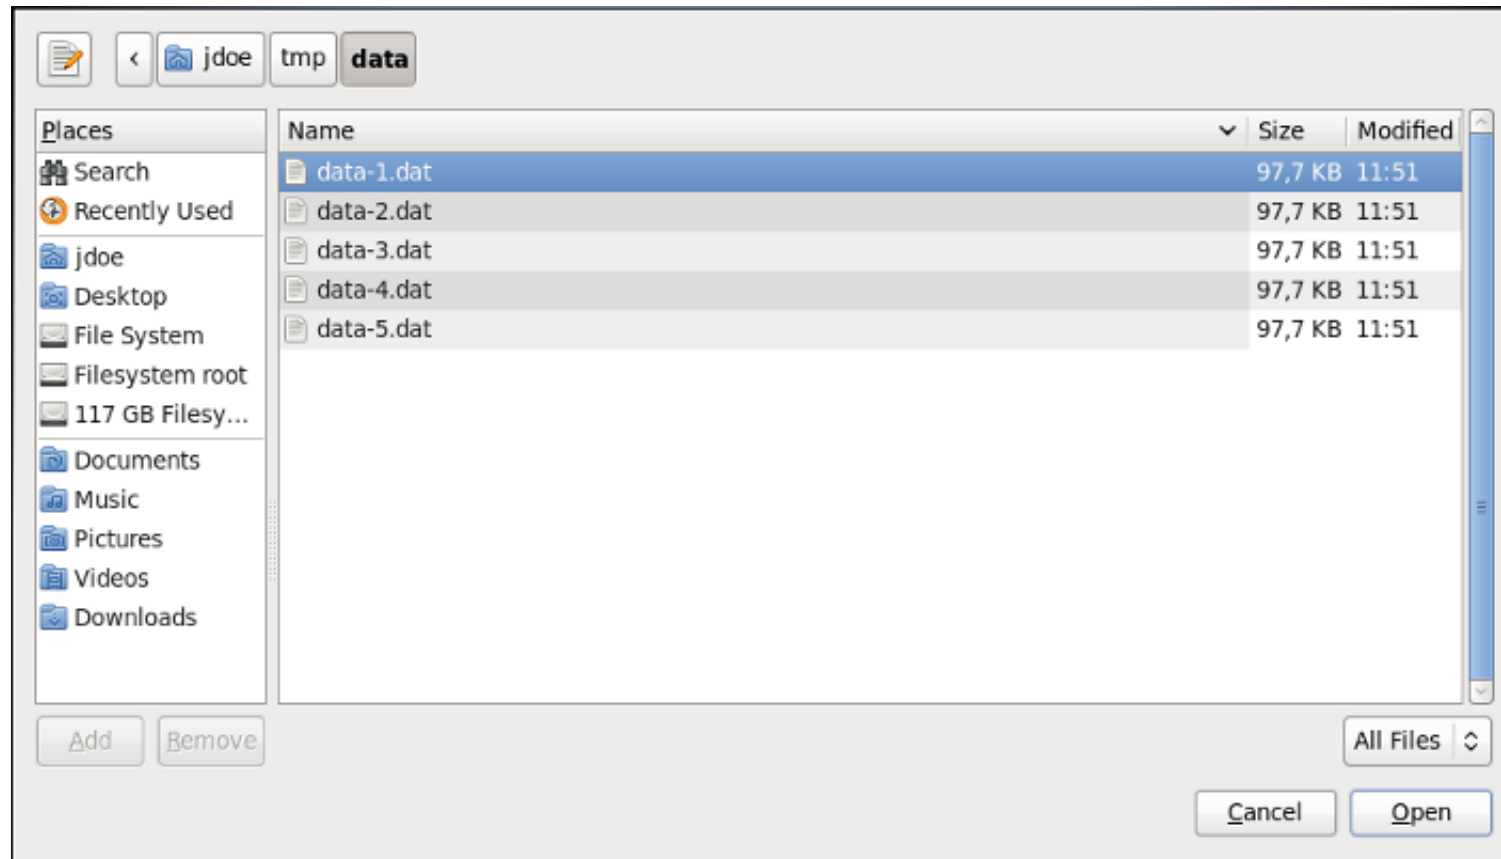 jdoe tmp data
Places
Search
Recently Used
jdoe
Desktop
File System
Filesystem root
117 GB Filesy...
Documents
Music
Pictures
Videos
Downloads
Add Remove
Name Size Modified
data-1.dat 97,7 KB 11:51
data-2.dat 97,7 KB 11:51
data-3.dat 97,7 KB 11:51
data-4.dat 97,7 KB 11:51
data-5.dat 97,7 KB 11:51
All Files
Cancel Open